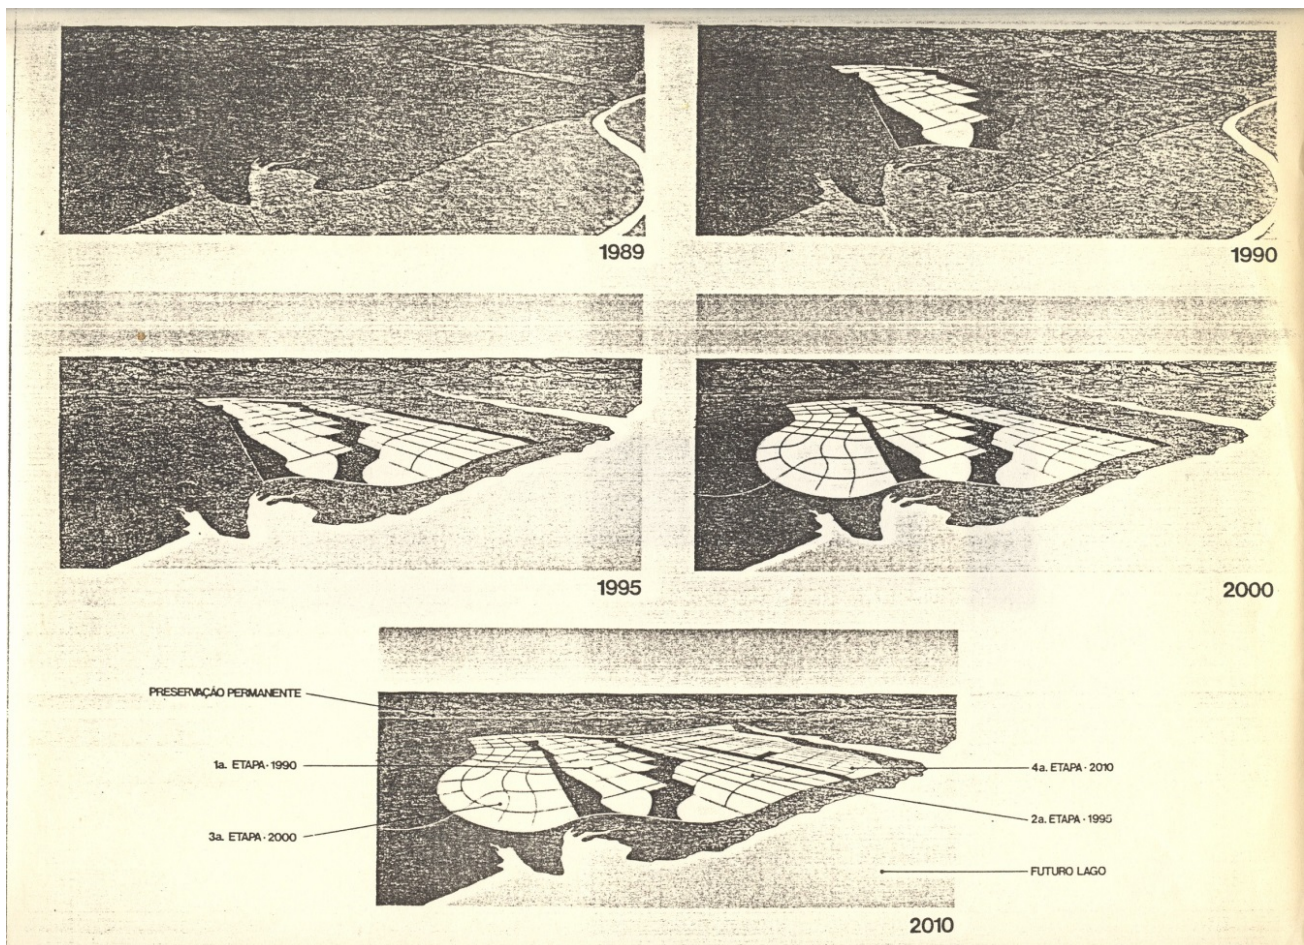 1989
1990
1995
2000
PRESERVAÇÃO PERMANENTE
1a. ETAPA · 1990
4a. ETAPA · 2010
2a. ETAPA · 1995
3a. ETAPA · 2000
FUTURO LAGO
2010